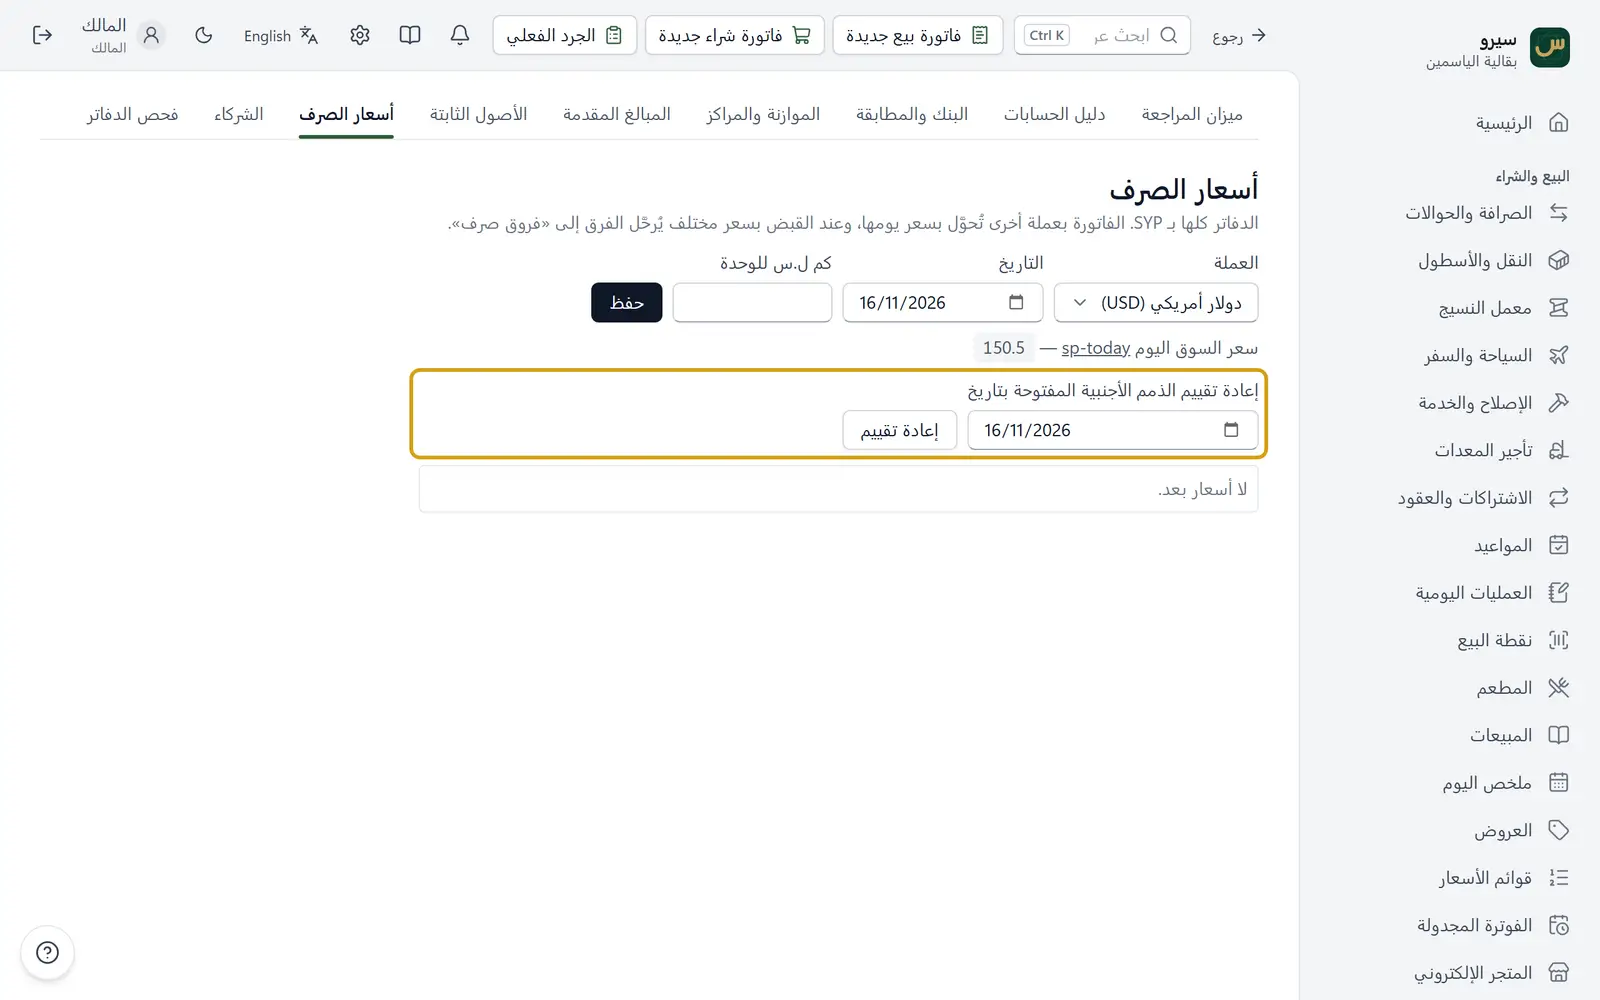 سيرو
بقالية الياسمين
رجوع
ابحث عر
Ctrl K
فاتورة بيع جديدة
فاتورة شراء جديدة
الجرد الفعلي
English
المالك
المالك
الرئيسية
البيع والشراء
الصرافة والحوالات
النقل والأسطول
معمل النسيج
السياحة والسفر
الإصلاح والخدمة
تأجير المعدات
الاشتراكات والعقود
المواعيد
العمليات اليومية
نقطة البيع
المطعم
المبيعات
ملخص اليوم
العروض
قوائم الأسعار
الفوترة المجدولة
المتجر الإلكتروني
ميزان المراجعة
دليل الحسابات
البنك والمطابقة
الموازنة والمراكز
المبالغ المقدمة
الأصول الثابتة
أسعار الصرف
الشركاء
فحص الدفاتر
أسعار الصرف
الدفاتر كلها بـ SYP. الفاتورة بعملة أخرى تُحوَّل بسعر يومها، وعند القبض بسعر مختلف يُرحَّل الفرق إلى «فروق صرف».
العملة
التاريخ
كم ل.س للوحدة
دولار أمريكي (USD)
16/11/2026
حفظ
سعر السوق اليوم sp-today — 150.5
إعادة تقييم الذمم الأجنبية المفتوحة بتاريخ
16/11/2026
إعادة تقييم
لا أسعار بعد.